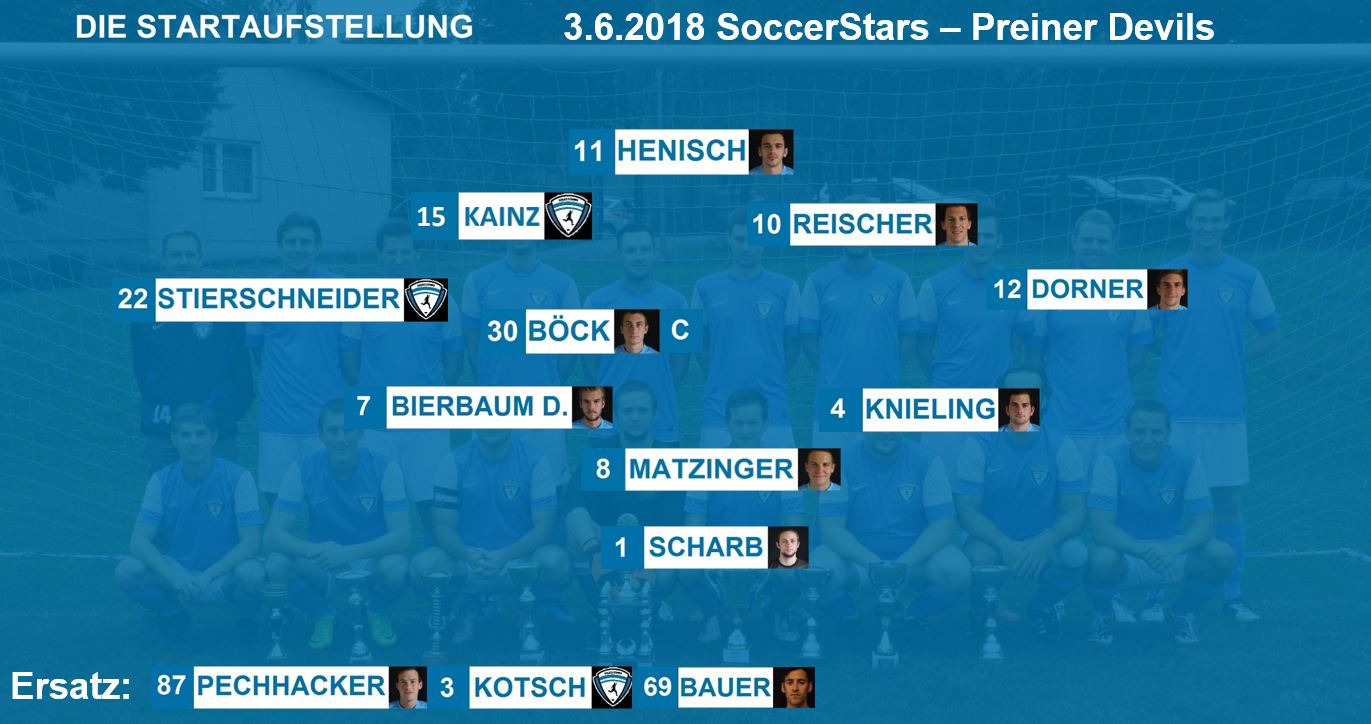 DIE STARTAUFSTELLUNG 3.6.2018 SoccerStars – Preiner Devils
11 HENISCH
15 KAINZ
10 REISCHER
22 STIERSCHNEIDER
12 DORNER
30 BÖCK C
7 BIERBAUM D.
4 KNIELING
14
8 MATZINGER
1 SCHARB
Ersatz: 87 PECHHACKER 3 KOTSCH 69 BAUER